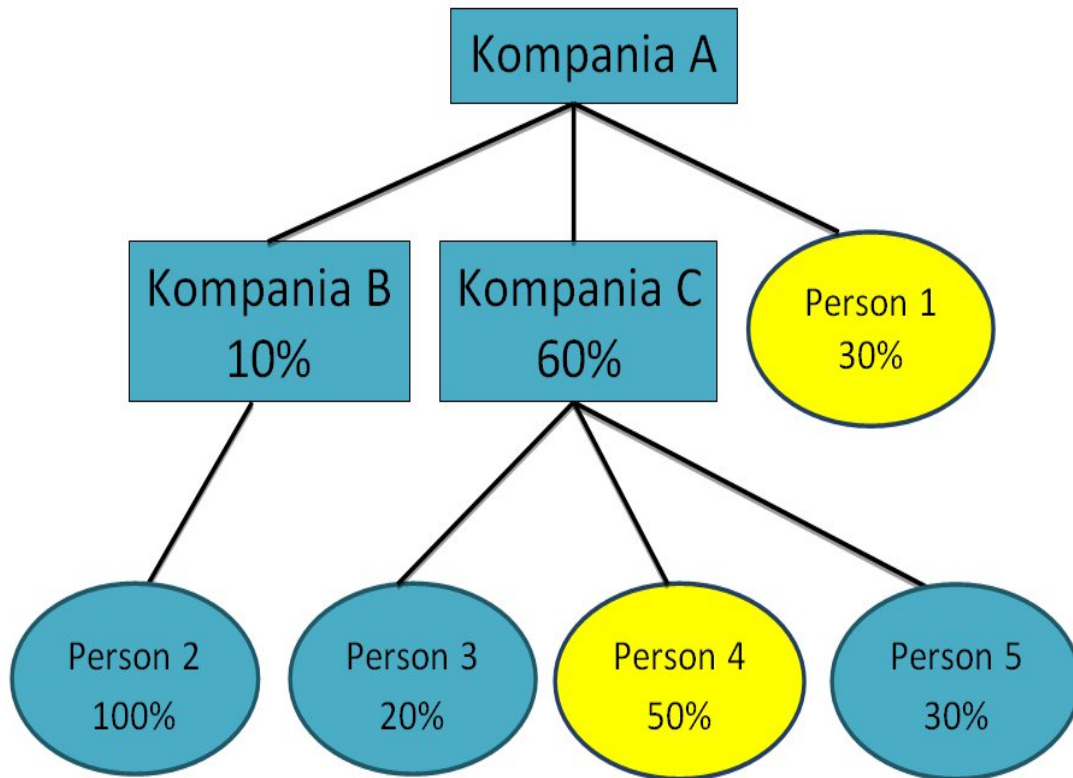 Kompania A
Kompania B
10%
Kompania C
60%
Person 1
30%
Person 2
100%
Person 3
20%
Person 4
50%
Person 5
30%